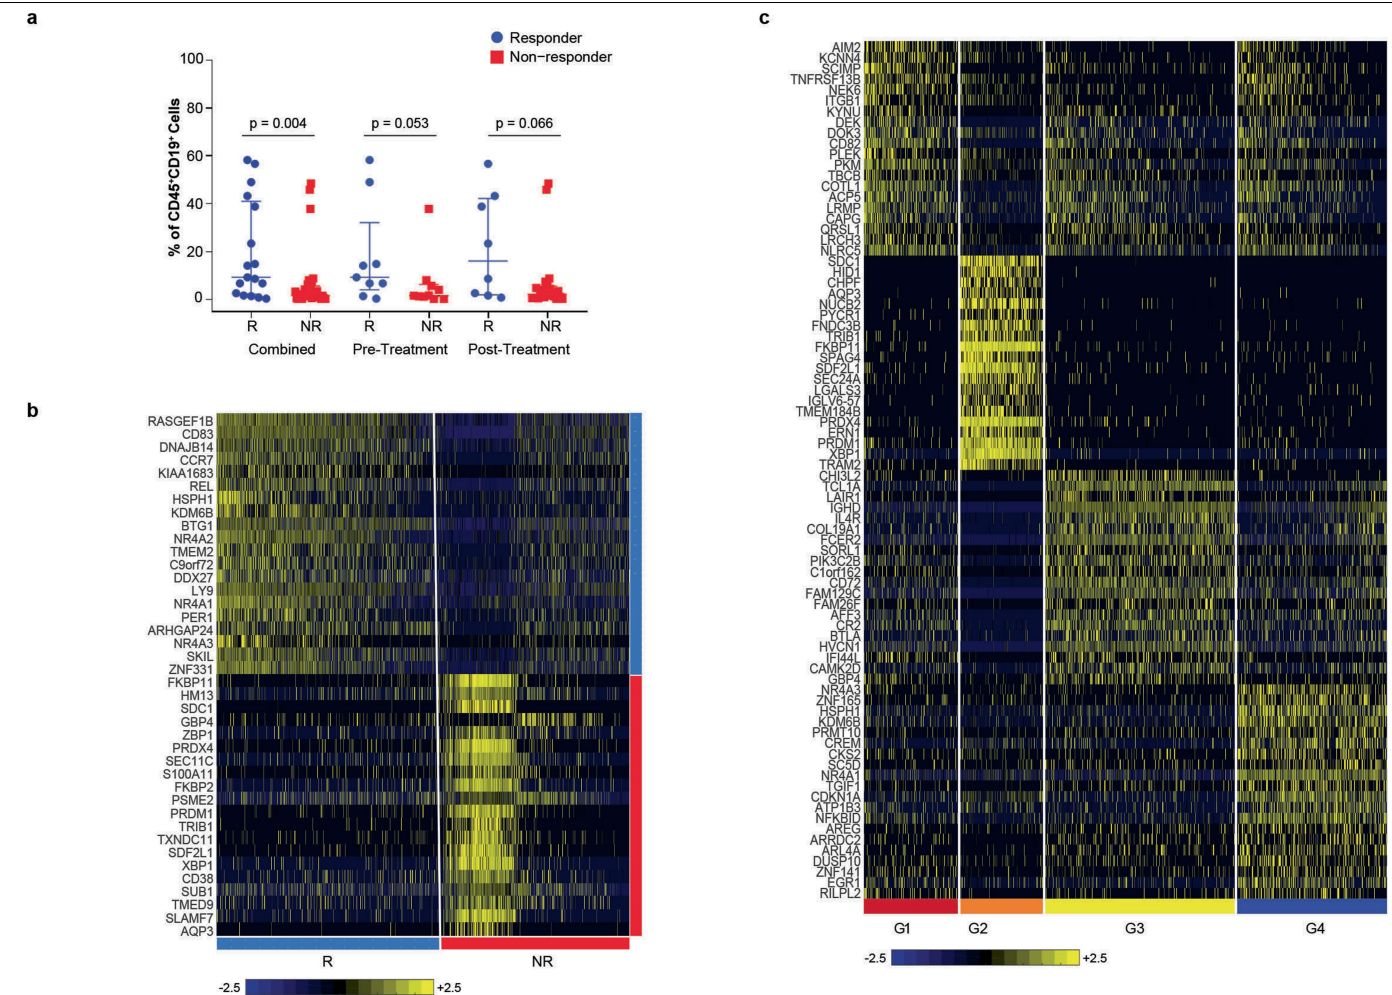 a
Responder
Non-responder
% of CD45+CD19+ Cells
100
80
60
40
20
0
p = 0.004
p = 0.053
p = 0.066
R
NR
R
NR
R
NR
Combined
Pre-Treatment
Post-Treatment
b
RASGEF1B
CD83
DNAJB14
CCR7
KIAA1683
REL
HSPH1
KDM6B
BTG1
NR4A2
TMEM2
C9orf72
DDX27
LY9
NR4A1
PER1
ARHGAP24
NR4A3
SKIL
ZNF331
FKBP11
HM13
SDC1
GBP4
ZBP1
PRDX4
SEC11C
S100A11
FKBP2
PSME2
PRDM1
TRIB1
TXNDC11
SDF2L1
XBP1
CD38
SUB1
TMED9
SLAMF7
AQP3
R
NR
-2.5
+2.5
c
AIM2
KCNN4
SCIMP
TNFRSF13B
NEK6
ITGB1
KYNU
DEK
DOK3
CD82
PLEK
PKM
TBCB
COTL1
ACP5
LRMP
CAPG
QRSL1
LRCH3
NLRC5
SDC1
HID1
CHPF
AQP3
NUCB2
PYCR1
FNDC3B
TRIB1
FKBP11
SPAG4
SDF2L1
SEC24A
LGALS3
IGLV6-57
TMEM184B
PRDX4
ERN1
PRDM1
XBP1
TRAM2
CHI3L2
TCL1A
LAIR1
IGHD
IL4R
COL19A1
FCER2
SORL1
PIK3C2B
C1orf162
CD72
FAM129C
FAM26F
AFF3
CR2
BTLA
HVCN1
IFI44L
CAMK2D
GBP4
NR4A3
ZNF165
HSPH1
KDM6B
PRMT10
CREM
CKS2
SC5D
NR4A1
TGIF1
CDKN1A
ATP1B3
NFKBID
AREG
ARRDC2
ARL4A
DUSP10
ZNF141
EGR1
RILPL2
G1
G2
G3
G4
-2.5
+2.5